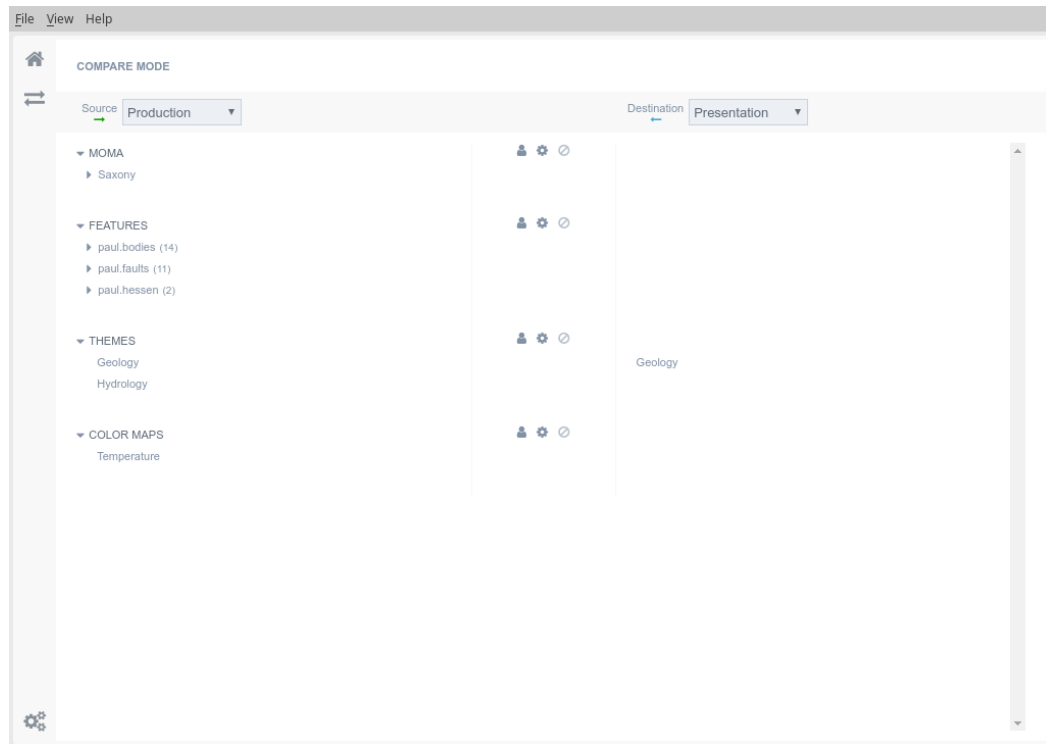 File View Help
COMPARE MODE
Source Production Destination Presentation
MOMA
Saxony
FEATURES
paul.bodies (14)
paul.faults (11)
paul.hessen (2)
THEMES
Geology Geology
Hydrology
COLOR MAPS
Temperature